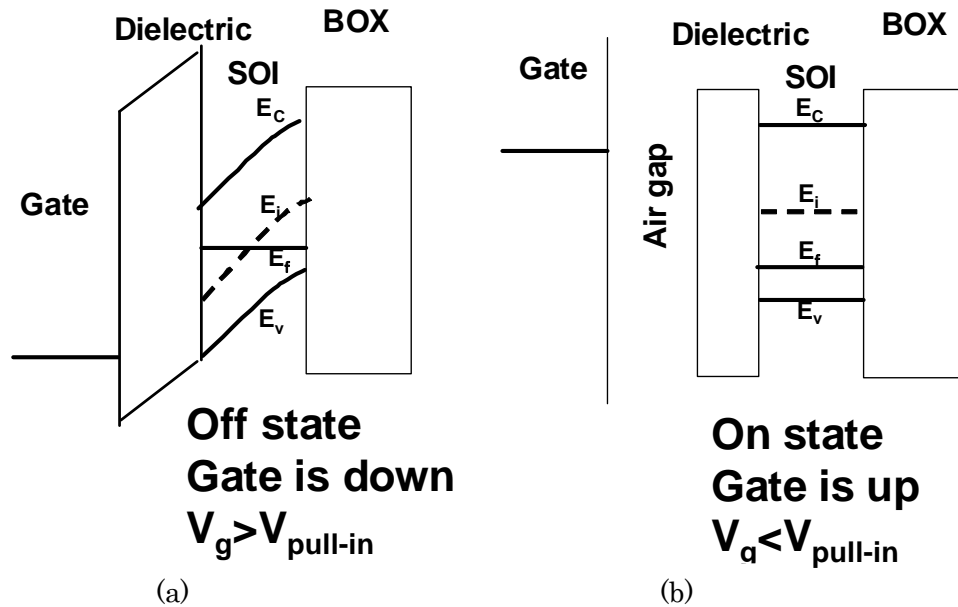 Dielectric
BOX
SOI
E_C
Gate
E_i
E_f
E_v
Off state
Gate is down
V_g>V_pull-in
(a)
BOX
Dielectric
Gate
SOI
E_C
Air gap
E_i
E_f
E_v
On state
Gate is up
V_g<V_pull-in
(b)